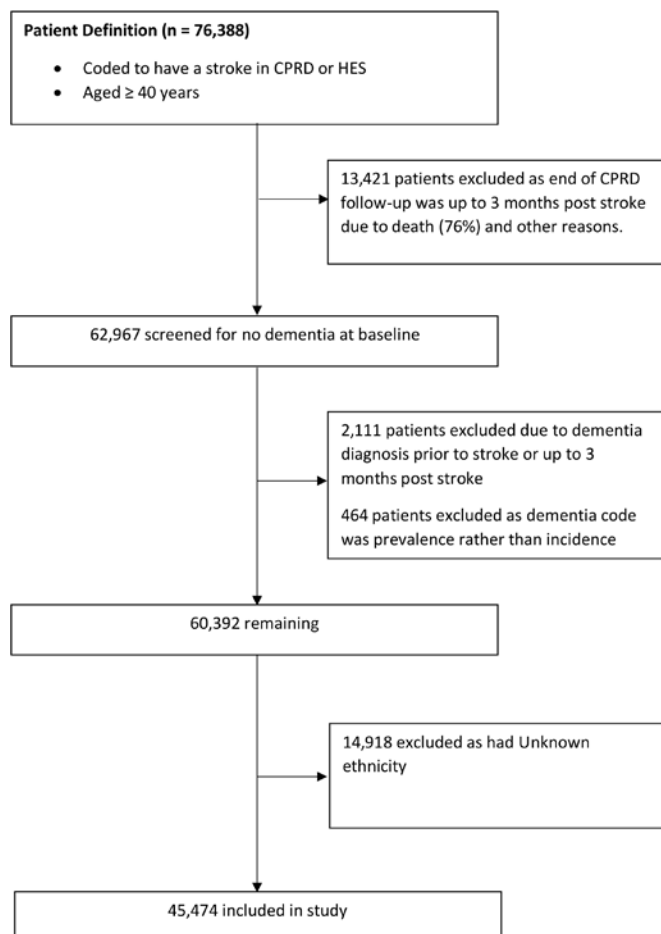 Patient Definition (n = 76,388)
• Coded to have a stroke in CPRD or HES
• Aged ≥ 40 years
13,421 patients excluded as end of CPRD
follow-up was up to 3 months post stroke
due to death (76%) and other reasons.
62,967 screened for no dementia at baseline
2,111 patients excluded due to dementia
diagnosis prior to stroke or up to 3
months post stroke
464 patients excluded as dementia code
was prevalence rather than incidence
60,392 remaining
14,918 excluded as had Unknown
ethnicity
45,474 included in study